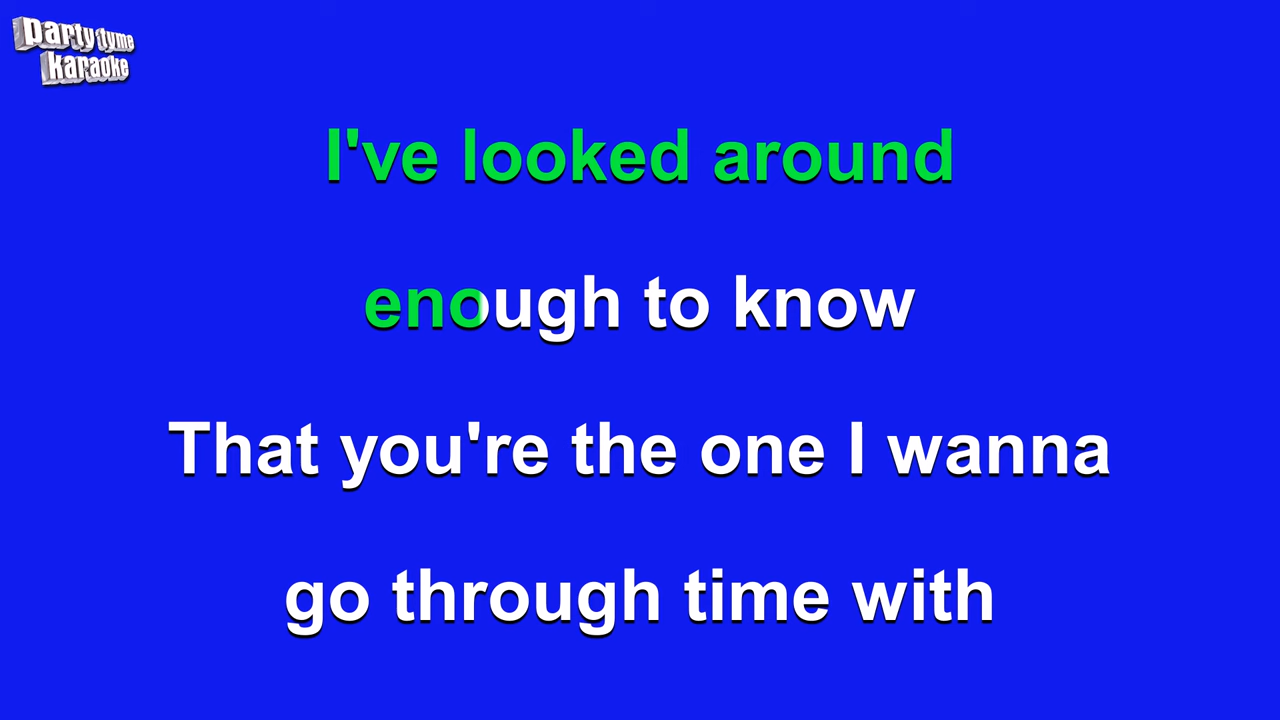 party tyme
karaoke
I've looked around
enough to know
That you're the one I wanna
go through time with